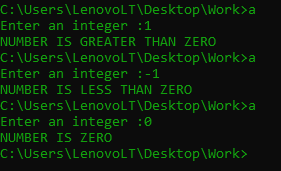 C:\Users\LenovoLT\Desktop\Work>a
Enter an integer :1
NUMBER IS GREATER THAN ZERO
C:\Users\LenovoLT\Desktop\Work>a
Enter an integer :-1
NUMBER IS LESS THAN ZERO
C:\Users\LenovoLT\Desktop\Work>a
Enter an integer :0
NUMBER IS ZERO
C:\Users\LenovoLT\Desktop\Work>